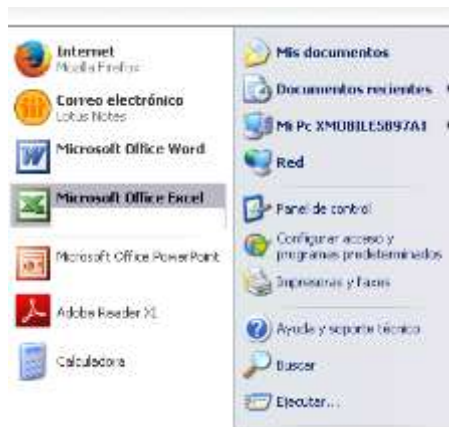 Internet
Mozilla Firefox
Correo electrónico
Lotus Notes
Microsoft Office Word
Microsoft Office Excel
Microsoft Office PowerPoint
Adobe Reader XI
Calculadora
Mis documentos
Documentos recientes
Mi Pc XMOBILE5B97A1
Red
Panel de control
Configurar acceso y
programas predeterminados
Impresoras y faxes
Ayuda y soporte técnico
Buscar
Ejecutar...